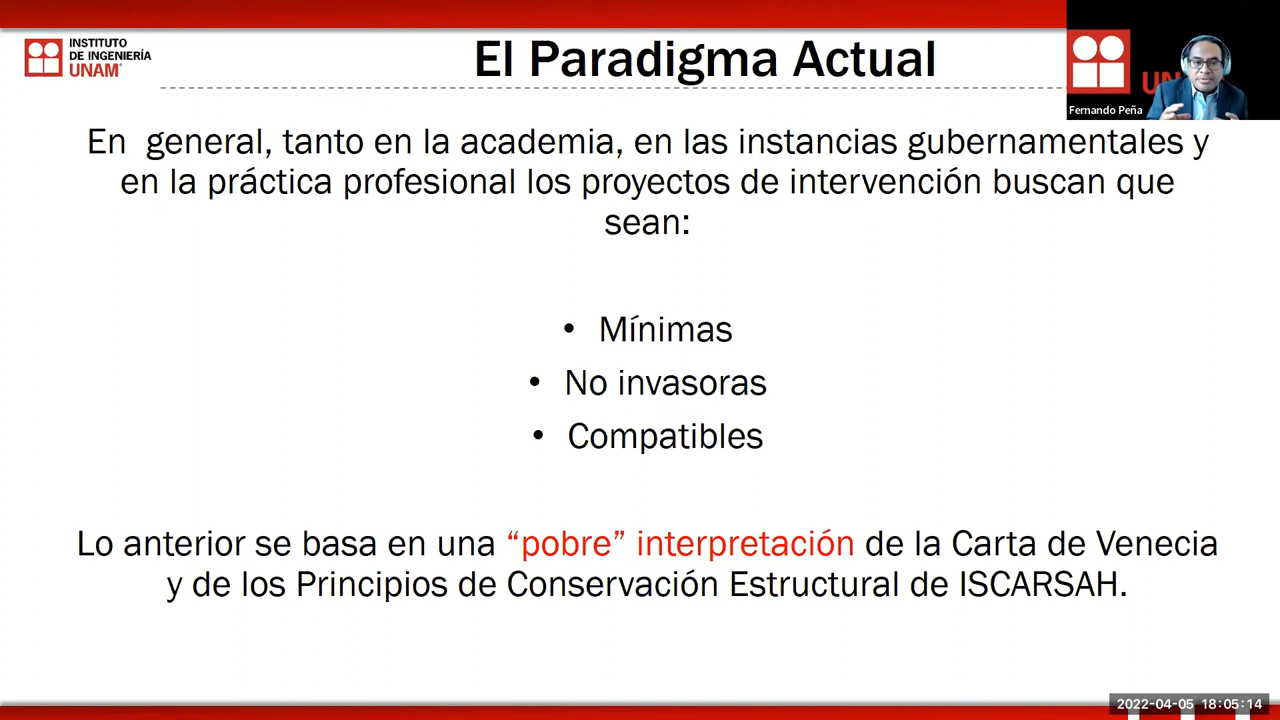 INSTITUTO
DE INGENIERÍA
UNAM
El Paradigma Actual
Fernando Peña
En general, tanto en la academia, en las instancias gubernamentales y
en la práctica profesional los proyectos de intervención buscan que
sean:
• Mínimas
• No invasoras
• Compatibles
Lo anterior se basa en una “pobre” interpretación de la Carta de Venecia
y de los Principios de Conservación Estructural de ISCARSAH.
2022-04-05 18:05:14